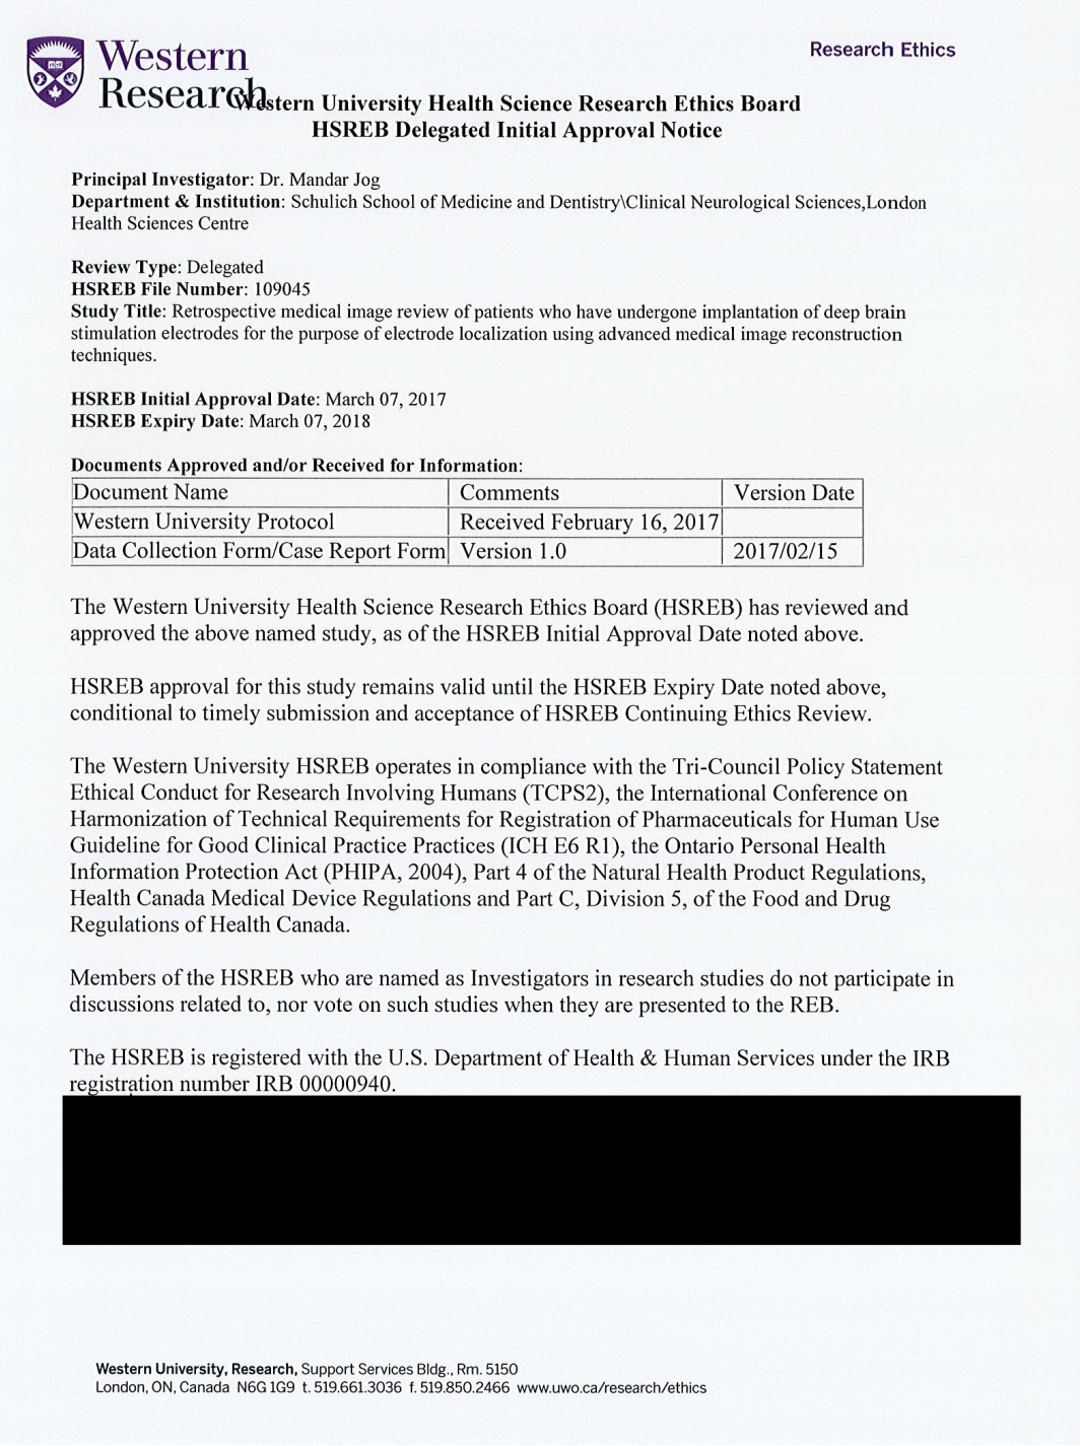 Western
Research
Research Ethics
Western University Health Science Research Ethics Board
HSREB Delegated Initial Approval Notice
Principal Investigator: Dr. Mandar Jog
Department & Institution: Schulich School of Medicine and Dentistry\Clinical Neurological Sciences,London
Health Sciences Centre
Review Type: Delegated
HSREB File Number: 109045
Study Title: Retrospective medical image review of patients who have undergone implantation of deep brain
stimulation electrodes for the purpose of electrode localization using advanced medical image reconstruction
techniques.
HSREB Initial Approval Date: March 07, 2017
HSREB Expiry Date: March 07, 2018
Documents Approved and/or Received for Information:
Document Name Comments Version Date
Western University Protocol Received February 16, 2017
Data Collection Form/Case Report Form Version 1.0 2017/02/15
The Western University Health Science Research Ethics Board (HSREB) has reviewed and
approved the above named study, as of the HSREB Initial Approval Date noted above.
HSREB approval for this study remains valid until the HSREB Expiry Date noted above,
conditional to timely submission and acceptance of HSREB Continuing Ethics Review.
The Western University HSREB operates in compliance with the Tri-Council Policy Statement
Ethical Conduct for Research Involving Humans (TCPS2), the International Conference on
Harmonization of Technical Requirements for Registration of Pharmaceuticals for Human Use
Guideline for Good Clinical Practice Practices (ICH E6 R1), the Ontario Personal Health
Information Protection Act (PHIPA, 2004), Part 4 of the Natural Health Product Regulations,
Health Canada Medical Device Regulations and Part C, Division 5, of the Food and Drug
Regulations of Health Canada.
Members of the HSREB who are named as Investigators in research studies do not participate in
discussions related to, nor vote on such studies when they are presented to the REB.
The HSREB is registered with the U.S. Department of Health & Human Services under the IRB
registration number IRB 00000940.
Western University, Research, Support Services Bldg., Rm. 5150
London, ON, Canada N6G 1G9 t. 519.661.3036 f. 519.850.2466 www.uwo.ca/research/ethics